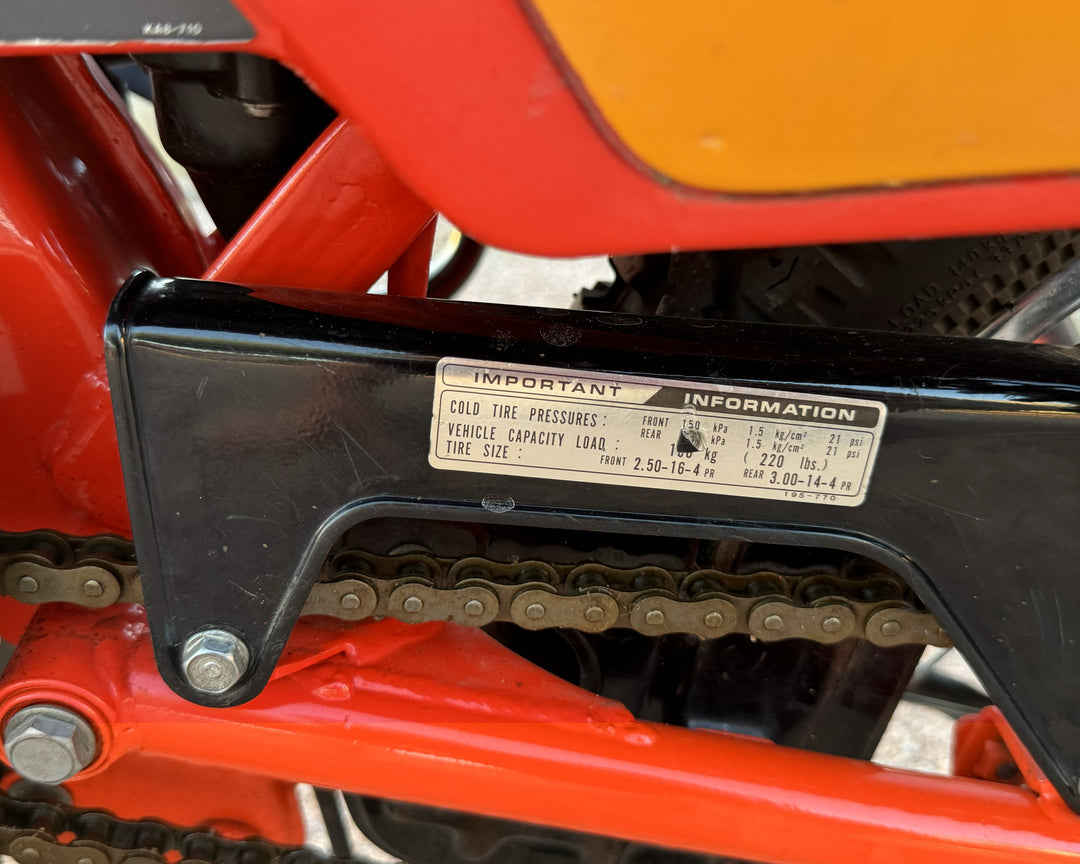 KA8-710
LOAD 140 K
IMPORTANT INFORMATION
COLD TIRE PRESSURES : FRONT 150 kPa 1.5 kg/cm² 21 psi
REAR kPa 1.5 kg/cm² 21 psi
VEHICLE CAPACITY LOAD : kg ( 220 lbs.)
TIRE SIZE : FRONT 2.50-16-4 PR REAR 3.00-14-4 PR
195-770